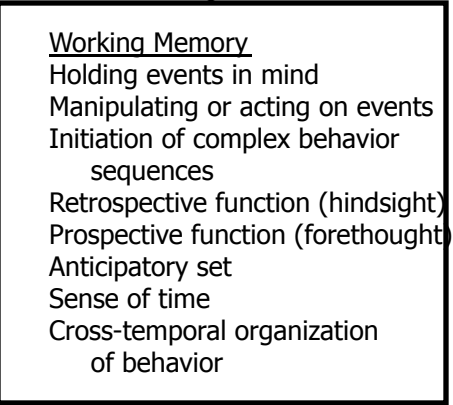 Working Memory
Holding events in mind
Manipulating or acting on events
Initiation of complex behavior
sequences
Retrospective function (hindsight)
Prospective function (forethought)
Anticipatory set
Sense of time
Cross-temporal organization
of behavior